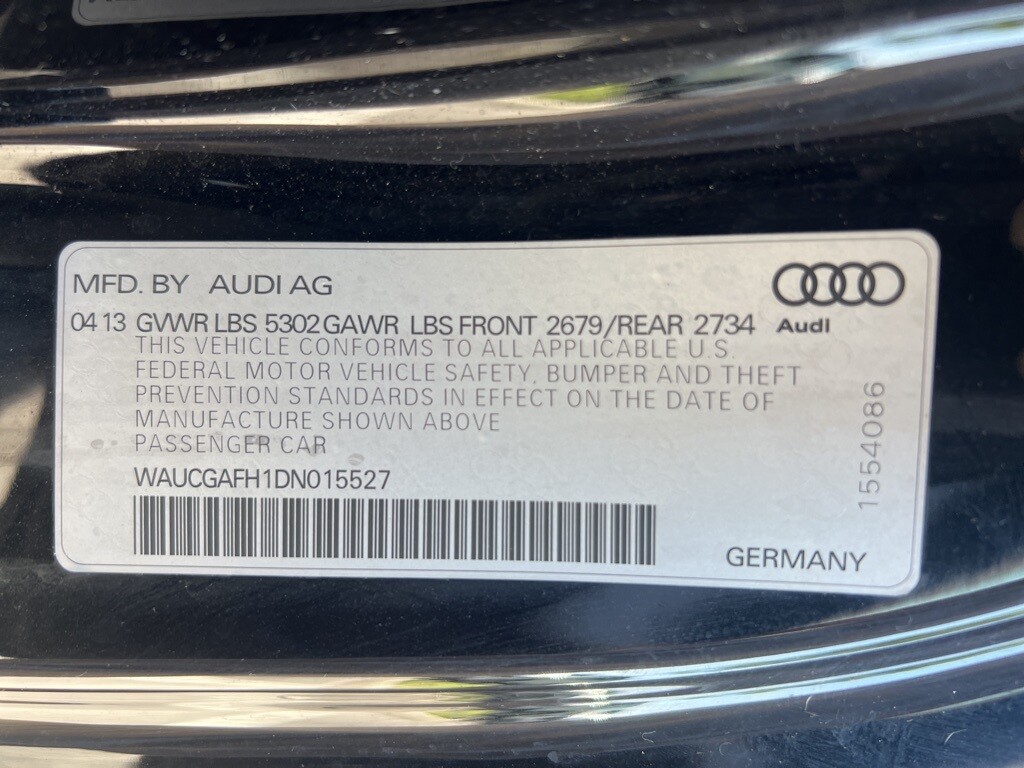 MFD. BY AUDI AG
04 13 GVWR LBS 5302 GAWR LBS FRONT 2679/REAR 2734
Audi
THIS VEHICLE CONFORMS TO ALL APPLICABLE U.S.
FEDERAL MOTOR VEHICLE SAFETY, BUMPER AND THEFT
PREVENTION STANDARDS IN EFFECT ON THE DATE OF
MANUFACTURE SHOWN ABOVE
PASSENGER CAR
WAUCGAFH1DN015527
1554086
GERMANY